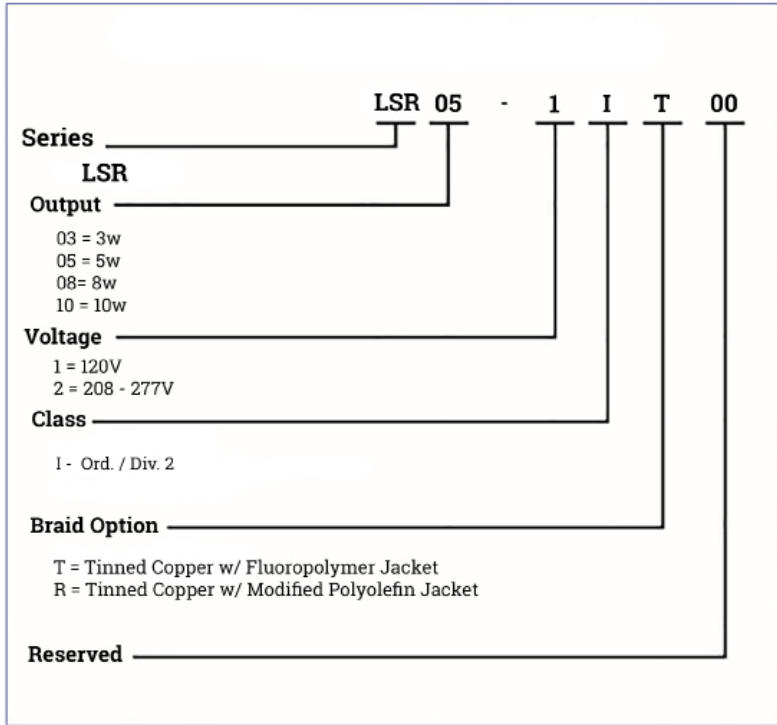 LSR 05 - 1 I T 00
Series
LSR
Output
03 = 3w
05 = 5w
08= 8w
10 = 10w
Voltage
1 = 120V
2 = 208 - 277V
Class
I - Ord. / Div. 2
Braid Option
T = Tinned Copper w/ Fluoropolymer Jacket
R = Tinned Copper w/ Modified Polyolefin Jacket
Reserved